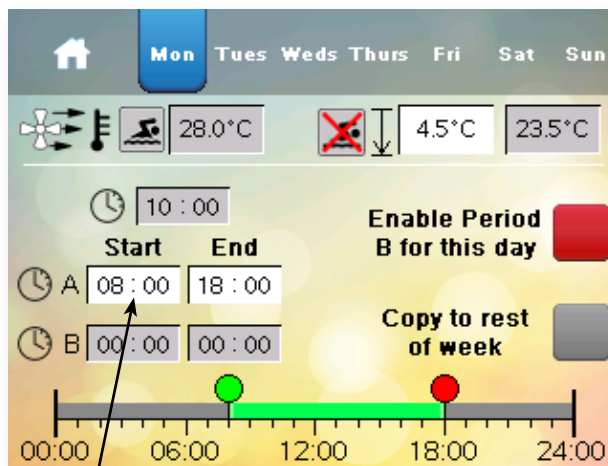 Mon Tues Weds Thurs Fri Sat Sun
28.0°C 4.5°C 23.5°C
10 : 00
Start End
A 08 : 00 18 : 00
B 00 : 00 00 : 00
Enable Period
B for this day
Copy to rest
of week
00:00 06:00 12:00 18:00 24:00